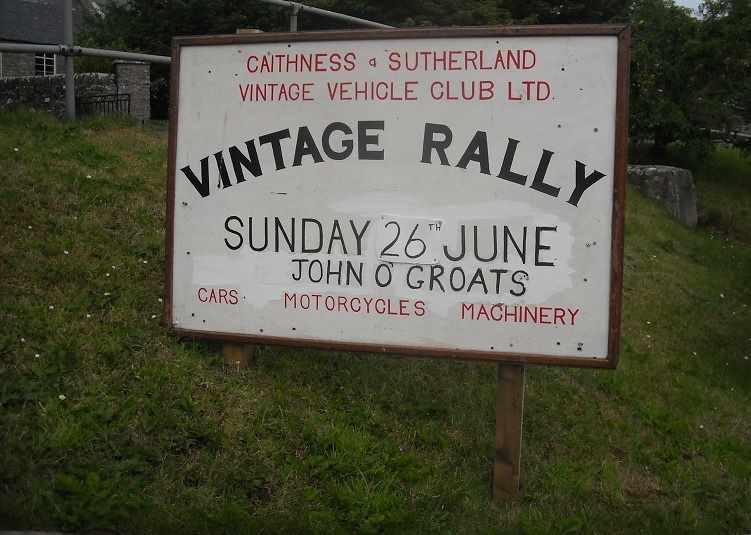 CAITHNESS & SUTHERLAND
VINTAGE VEHICLE CLUB LTD.
VINTAGE RALLY
SUNDAY 26TH JUNE
JOHN O GROATS
CARS MOTORCYCLES MACHINERY